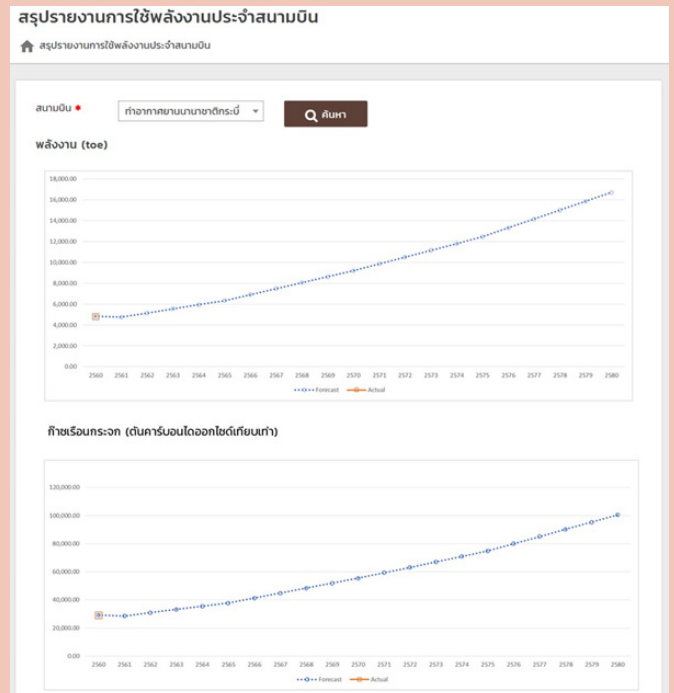 สรุปรายงานการใช้พลังงานประจำสนามบิน
สรุปรายงานการใช้พลังงานประจำสนามบิน
สนามบิน *
ท่าอากาศยานนานาชาติกระบี่
ค้นหา
พลังงาน (toe)
18,000.00
16,000.00
14,000.00
12,000.00
10,000.00
8,000.00
6,000.00
4,000.00
2,000.00
0.00
2560 2561 2562 2563 2564 2565 2566 2567 2568 2569 2570 2571 2572 2573 2574 2575 2576 2577 2578 2579 2580
Forecast Actual
ก๊าซเรือนกระจก (ตันคาร์บอนไดออกไซด์เทียบเท่า)
120,000.00
100,000.00
80,000.00
60,000.00
40,000.00
20,000.00
0.00
2560 2561 2562 2563 2564 2565 2566 2567 2568 2569 2570 2571 2572 2573 2574 2575 2576 2577 2578 2579 2580
Forecast Actual